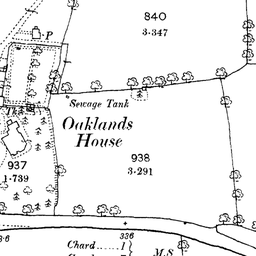 840
3·347
P
Sewage Tank
Oaklands
House
937
1·739
938
3·291
336
Chard......1
M.S